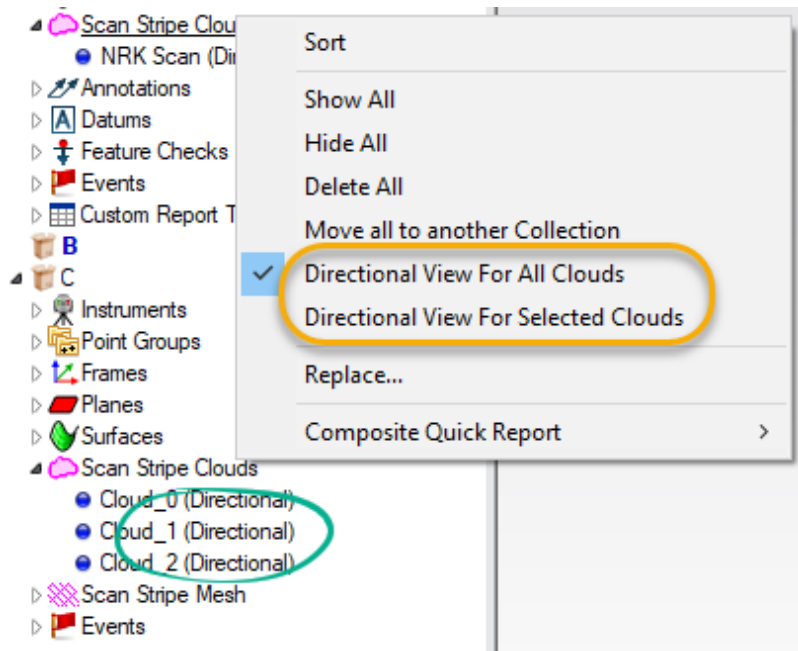 Scan Stripe Clou
NRK Scan (Di
Annotations
A Datums
Feature Checks
Events
Custom Report T
B
C
Instruments
Point Groups
Frames
Planes
Surfaces
Scan Stripe Clouds
Cloud_0 (Directional)
Cloud_1 (Directional)
Cloud_2 (Directional)
Scan Stripe Mesh
Events
Sort
Show All
Hide All
Delete All
Move all to another Collection
Directional View For All Clouds
Directional View For Selected Clouds
Replace...
Composite Quick Report